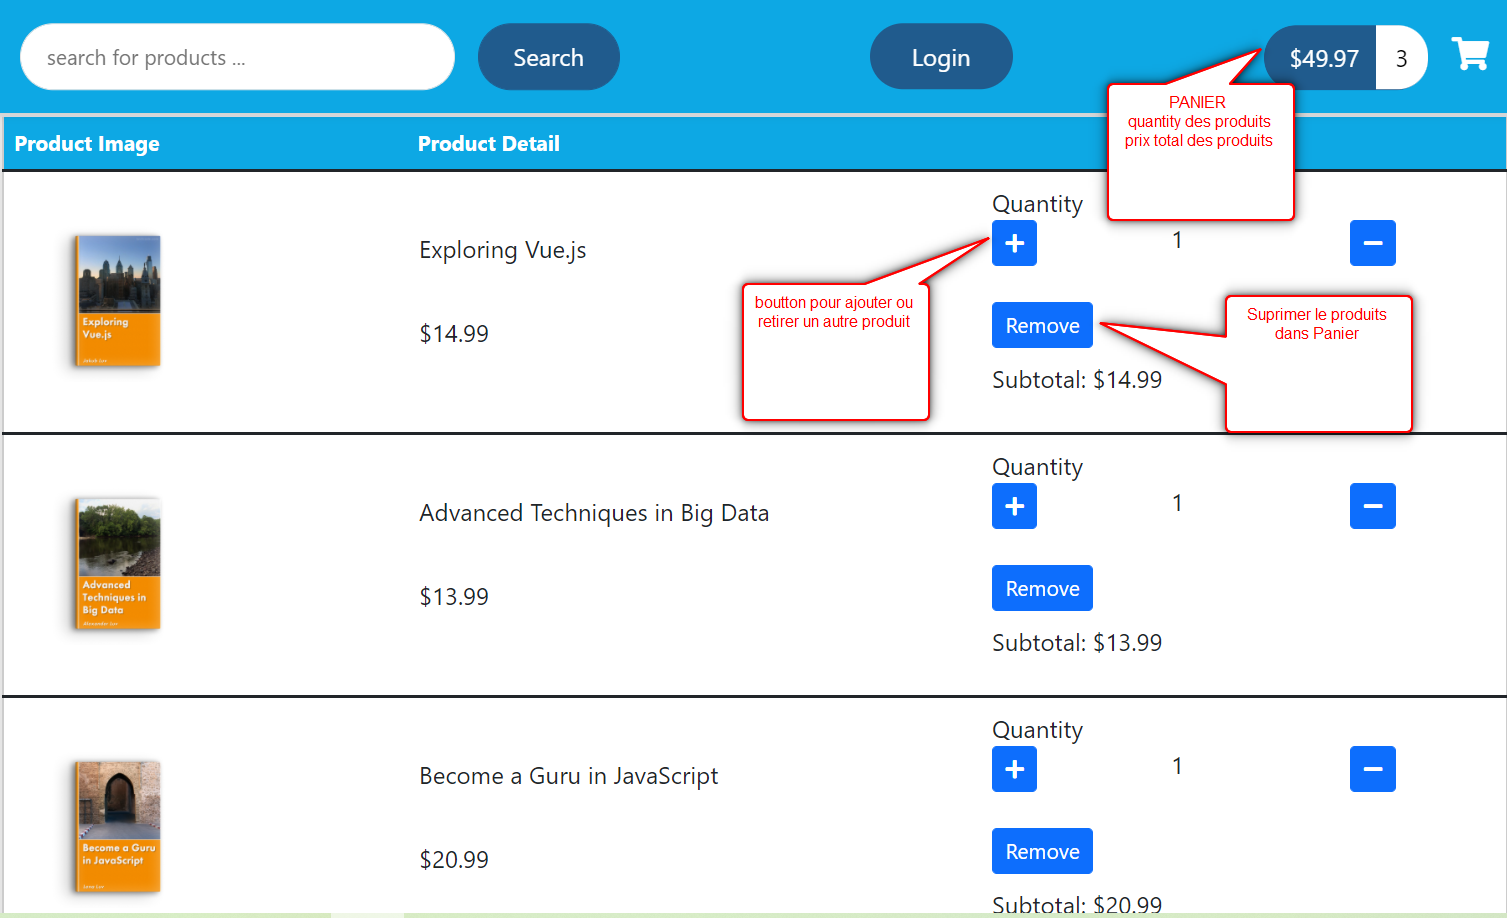 search for products ...
Search
Login
$49.97
3
PANIER
quantity des produits
prix total des produits
Product Image
Product Detail
Exploring
Vue.js
Exploring Vue.js
$14.99
Quantity
1
boutton pour ajouter ou
retirer un autre produit
Remove
Suprimer le produits
dans Panier
Subtotal: $14.99
Advanced
Techniques in
Big Data
Advanced Techniques in Big Data
$13.99
Quantity
1
Remove
Subtotal: $13.99
Become a Guru
in JavaScript
Become a Guru in JavaScript
$20.99
Quantity
1
Remove
Subtotal: $20.99